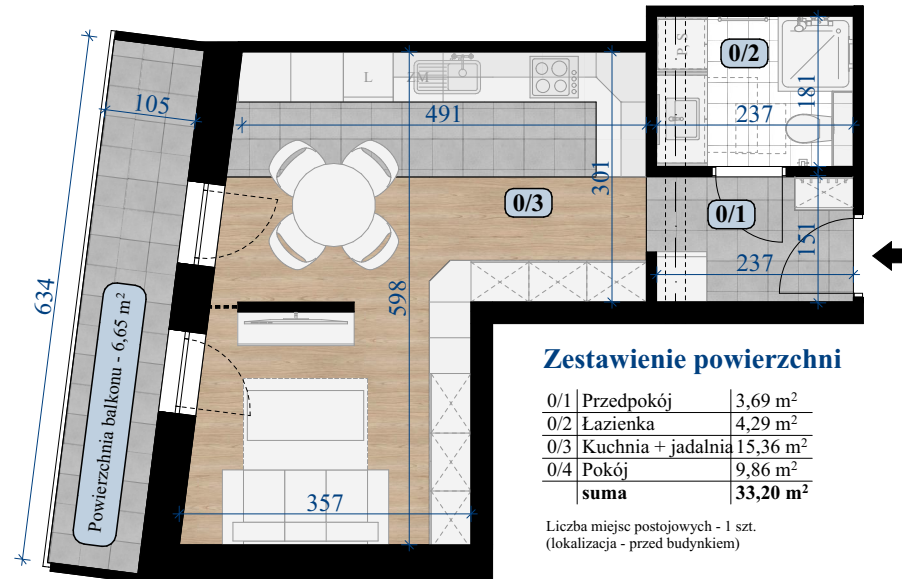 0/2
P.S
181
237
L
ZM
105
491
301
0/3
0/1
151
237
634
598
Powierzchnia balkonu - 6,65 m²
357
Zestawienie powierzchni
0/1 Przedpokój 3,69 m²
0/2 Łazienka 4,29 m²
0/3 Kuchnia + jadalnia 15,36 m²
0/4 Pokój 9,86 m²
suma 33,20 m²
Liczba miejsc postojowych - 1 szt.
(lokalizacja - przed budynkiem)